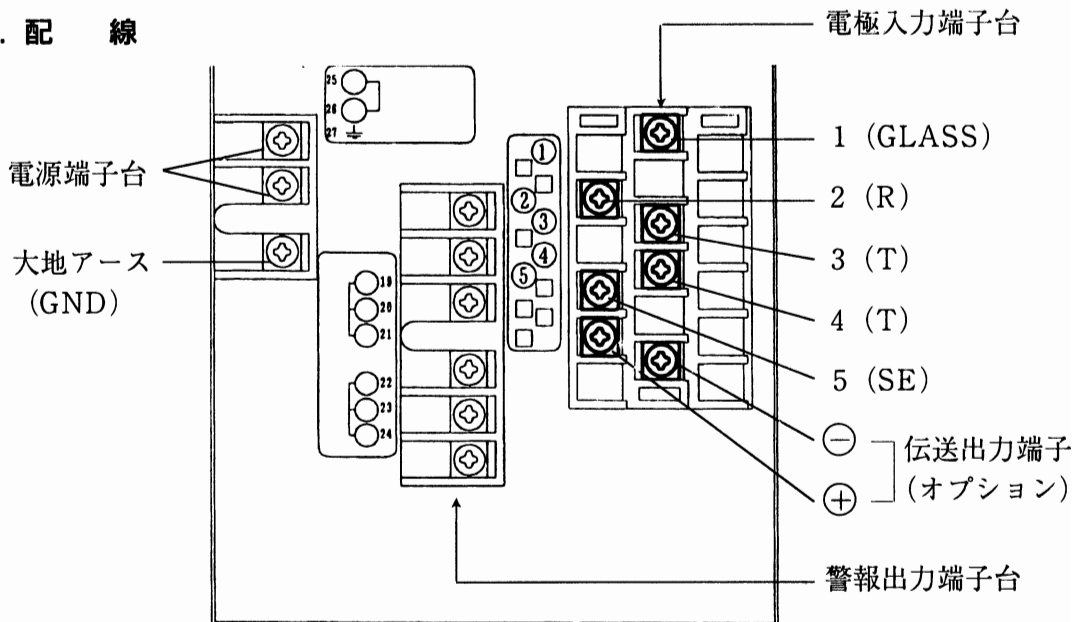 . 配 線
電極入力端子台
25
26
27
電源端子台
大地アース
(GND)
19
20
21
22
23
24
①
②
③
④
⑤
1 (GLASS)
2 (R)
3 (T)
4 (T)
5 (SE)
⊖
⊕
伝送出力端子
(オプション)
警報出力端子台